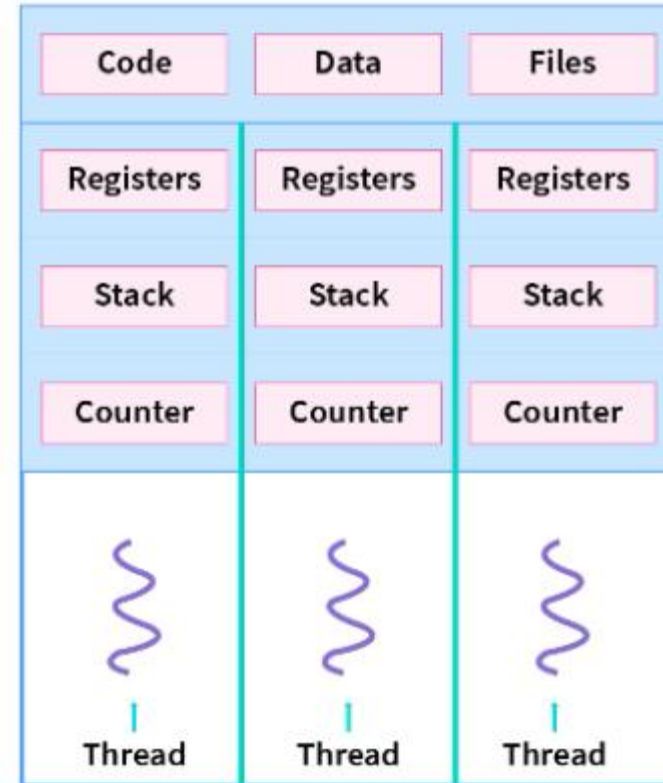 Code Data Files
Registers Registers Registers
Stack Stack Stack
Counter Counter Counter
Thread Thread Thread